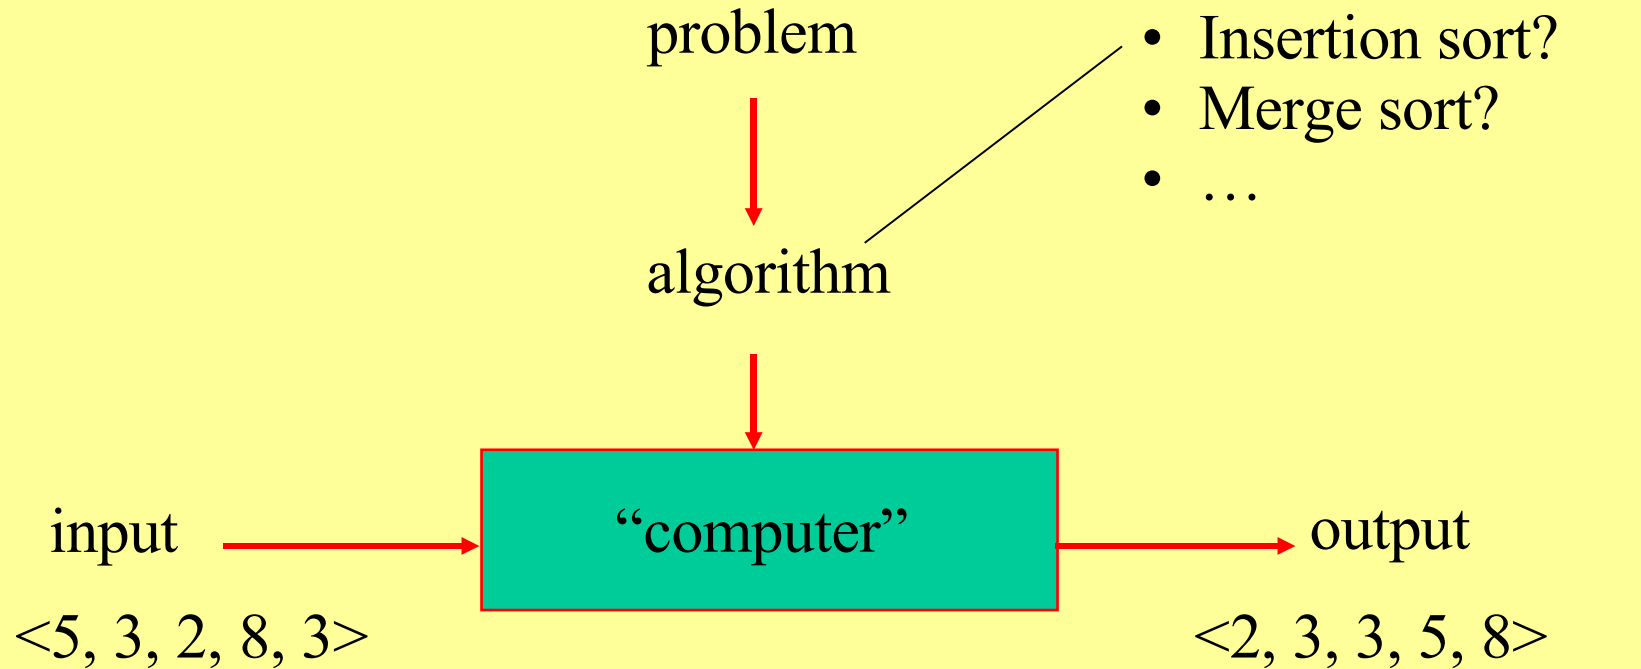 problem
• Insertion sort?
• Merge sort?
• …
algorithm
input
“computer”
output
<5, 3, 2, 8, 3>
<2, 3, 3, 5, 8>